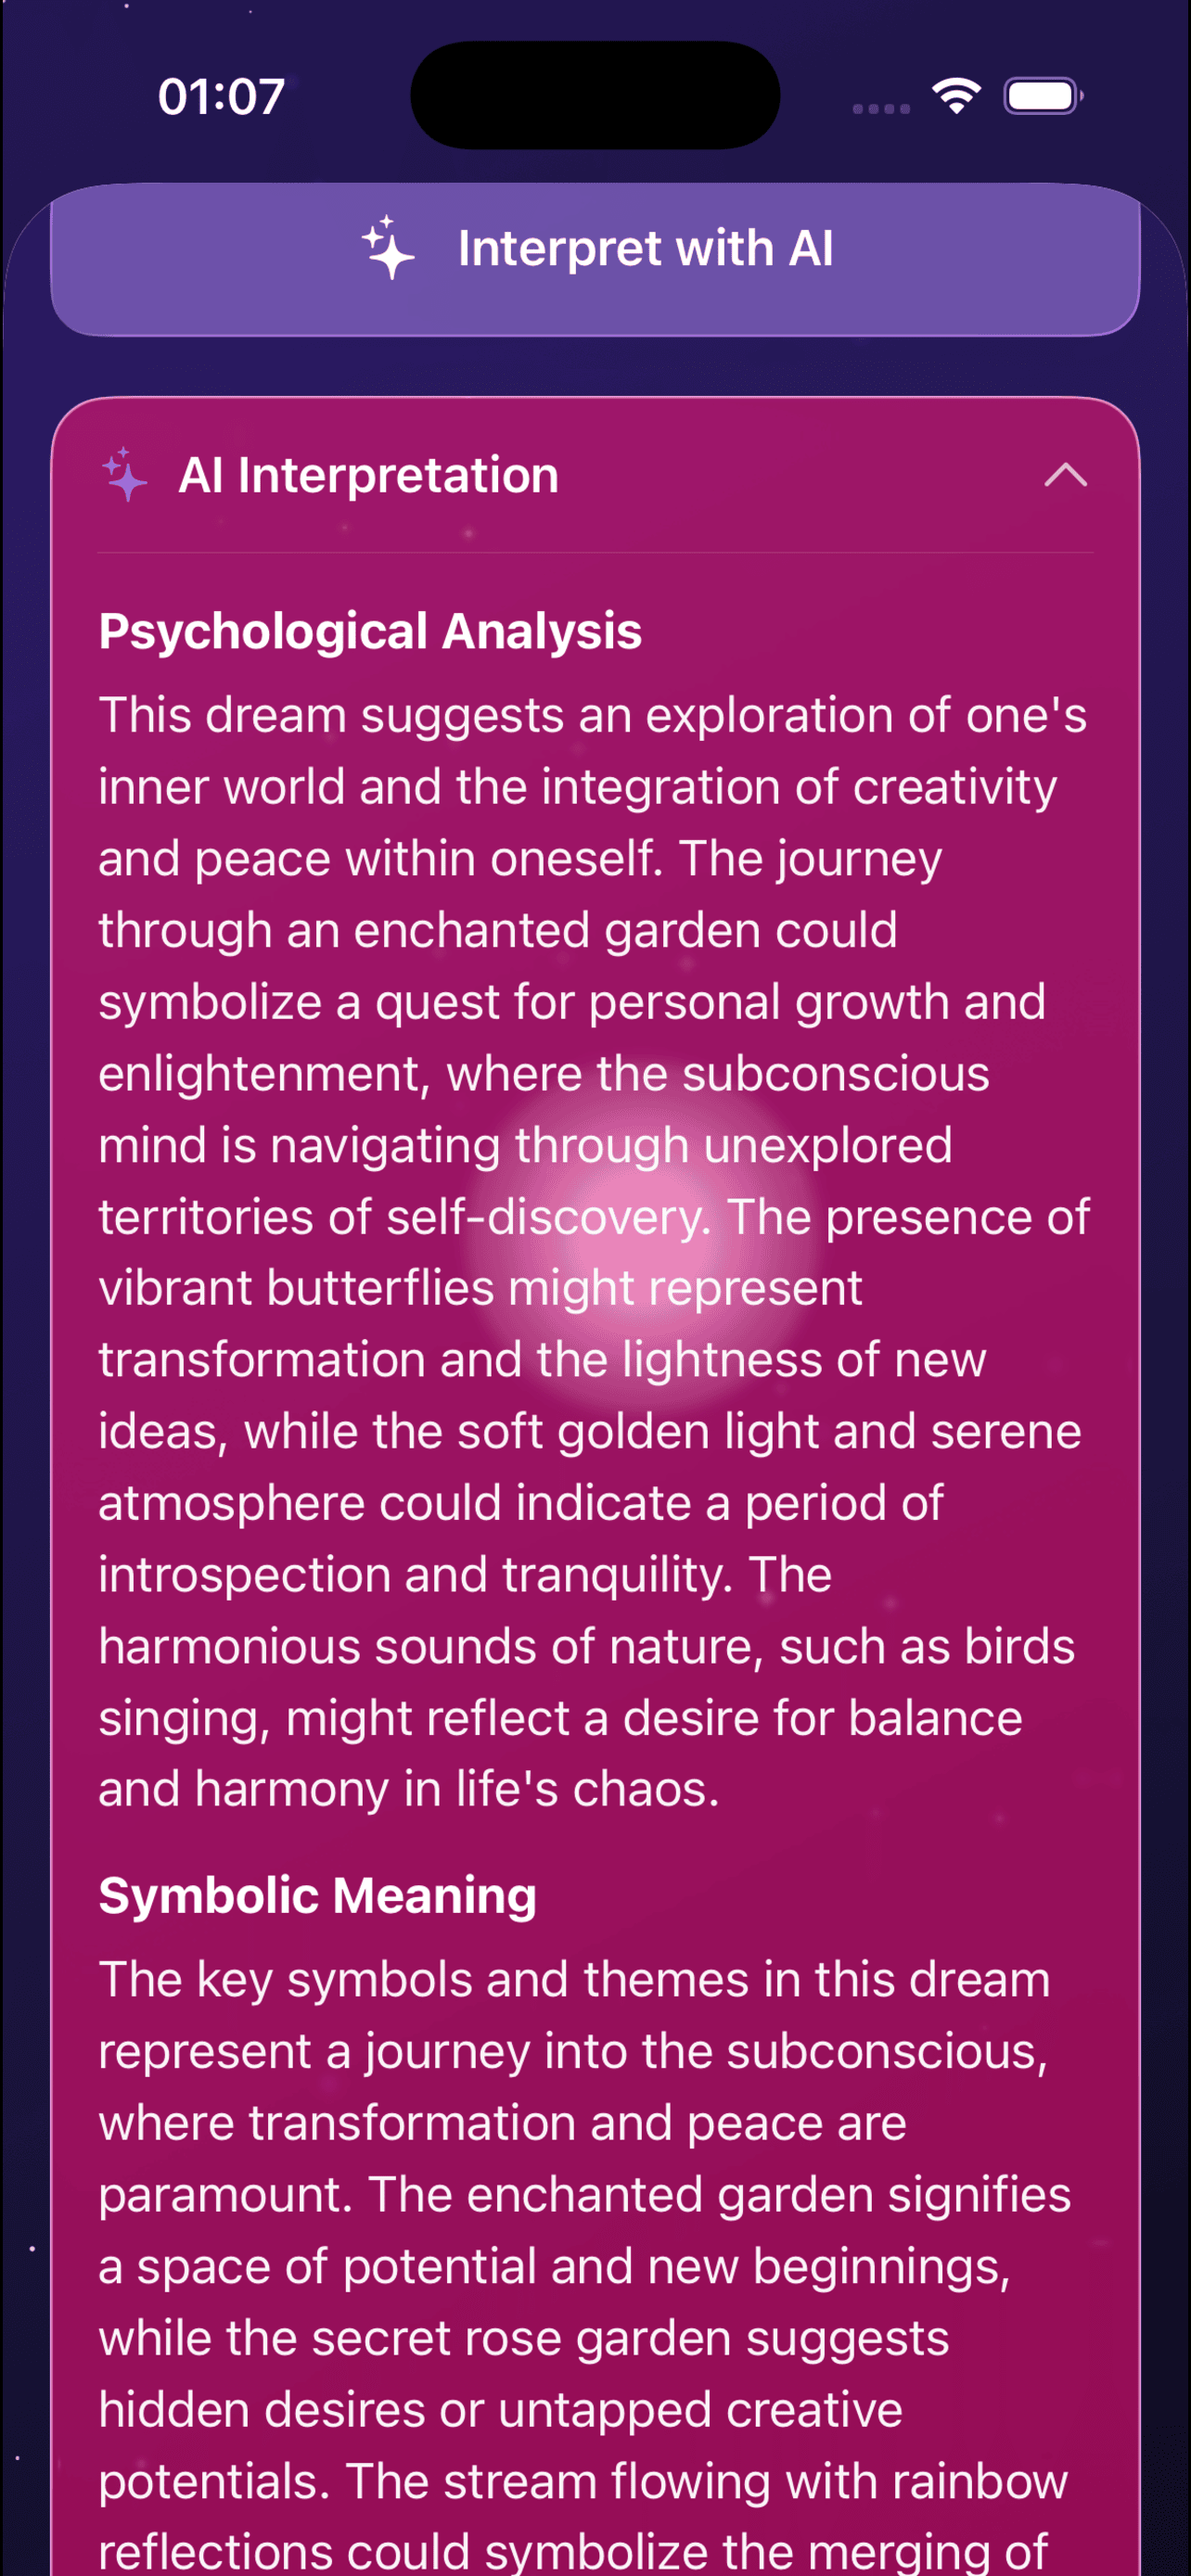 01:07
Interpret with AI
AI Interpretation
Psychological Analysis
This dream suggests an exploration of one's
inner world and the integration of creativity
and peace within oneself. The journey
through an enchanted garden could
symbolize a quest for personal growth and
enlightenment, where the subconscious
mind is navigating through unexplored
territories of self-discovery. The presence of
vibrant butterflies might represent
transformation and the lightness of new
ideas, while the soft golden light and serene
atmosphere could indicate a period of
introspection and tranquility. The
harmonious sounds of nature, such as birds
singing, might reflect a desire for balance
and harmony in life's chaos.
Symbolic Meaning
The key symbols and themes in this dream
represent a journey into the subconscious,
where transformation and peace are
paramount. The enchanted garden signifies
a space of potential and new beginnings,
while the secret rose garden suggests
hidden desires or untapped creative
potentials. The stream flowing with rainbow
reflections could symbolize the merging of